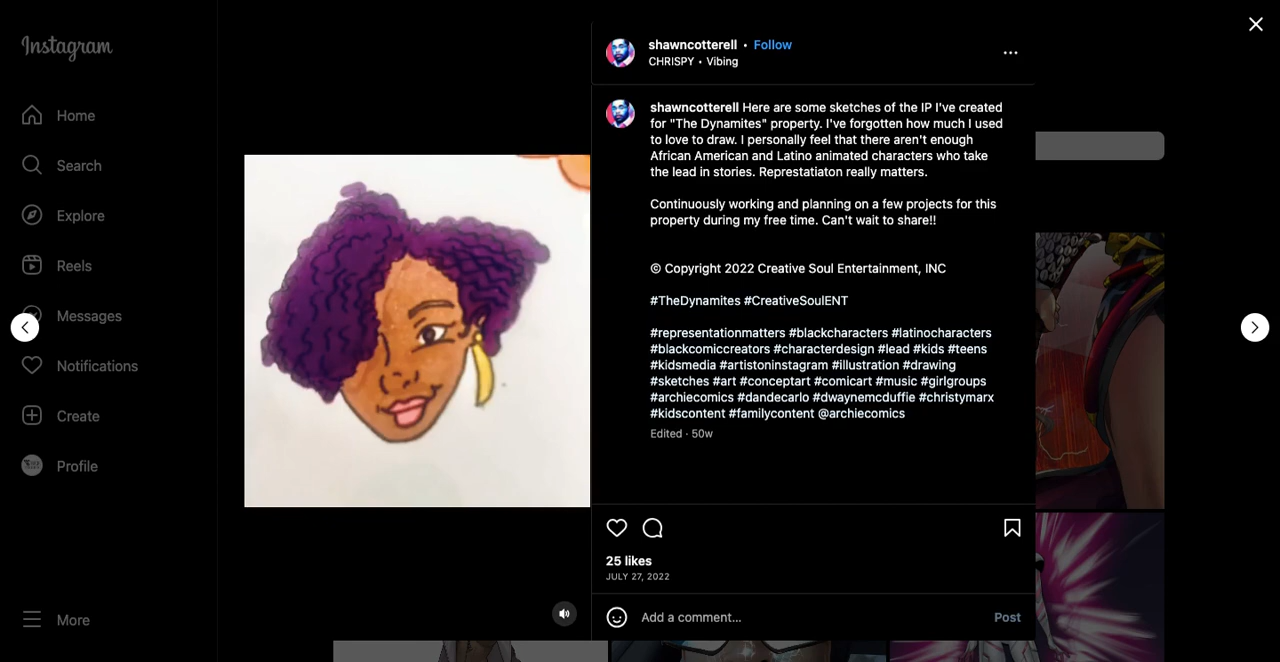 Instagram
Home
Search
Explore
Reels
Messages
Notifications
Create
Profile
More
shawncotterell • Follow
CHRISPY • Vibing
shawncotterell Here are some sketches of the IP I've created
for "The Dynamites" property. I've forgotten how much I used
to love to draw. I personally feel that there aren't enough
African American and Latino animated characters who take
the lead in stories. Represtatiaton really matters.
Continuously working and planning on a few projects for this
property during my free time. Can't wait to share!!
© Copyright 2022 Creative Soul Entertainment, INC
#TheDynamites #CreativeSoulENT
#representationmatters #blackcharacters #latinocharacters
#blackcomiccreators #characterdesign #lead #kids #teens
#kidsmedia #artistoninstagram #illustration #drawing
#sketches #art #conceptart #comicart #music #girlgroups
#archiecomics #dandecarlo #dwaynemcduffie #christymarx
#kidscontent #familycontent @archiecomics
Edited · 50w
25 likes
JULY 27, 2022
Add a comment...
Post